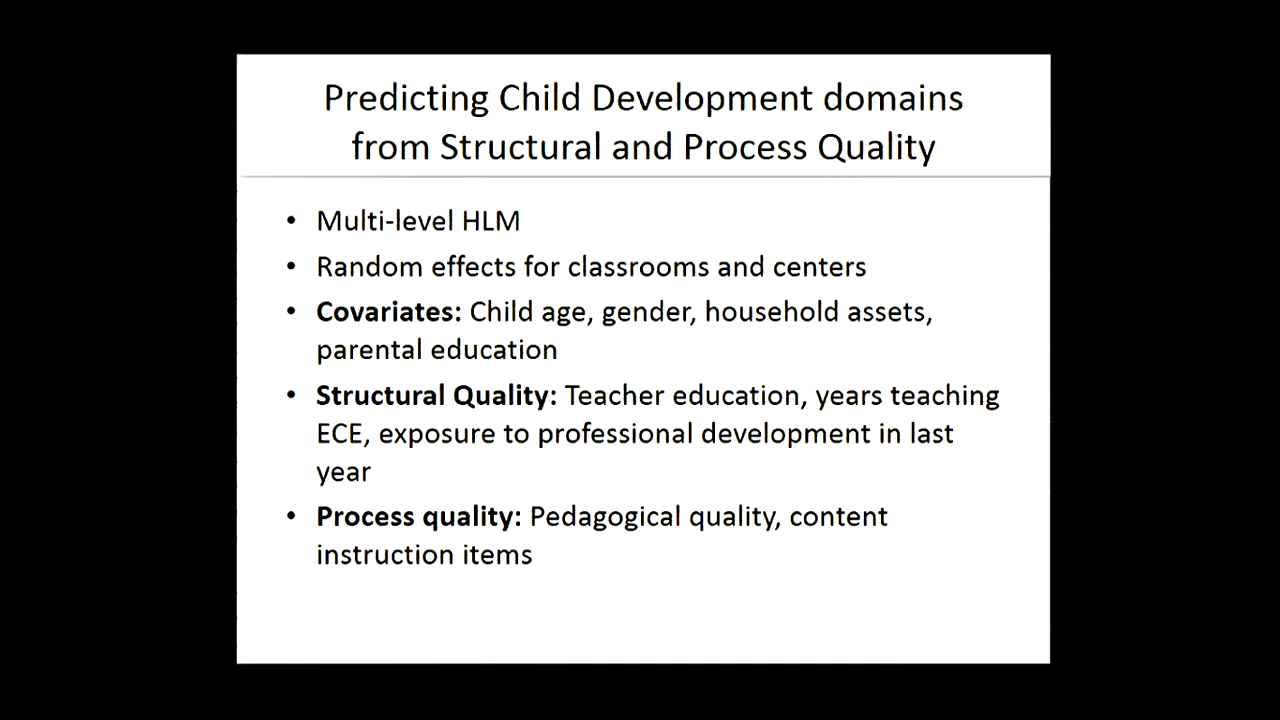 Predicting Child Development domains
from Structural and Process Quality
• Multi-level HLM
• Random effects for classrooms and centers
• Covariates: Child age, gender, household assets,
parental education
• Structural Quality: Teacher education, years teaching
ECE, exposure to professional development in last
year
• Process quality: Pedagogical quality, content
instruction items